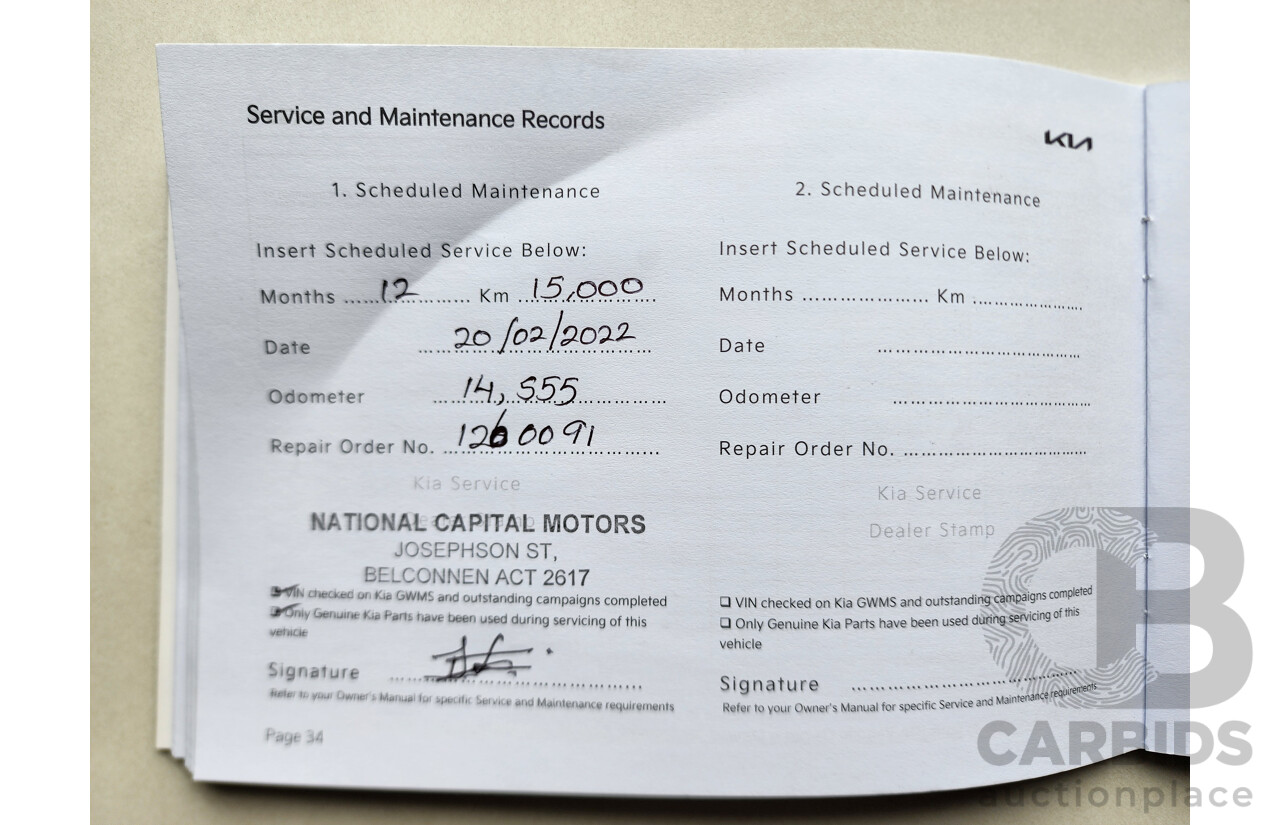 Service and Maintenance Records
KIA
1. Scheduled Maintenance
Insert Scheduled Service Below:
Months ......12............ Km ...15,000...
Date ......20/02/2022......
Odometer ......14,555......
Repair Order No. ...1260091......
Kia Service
NATIONAL CAPITAL MOTORS
JOSEPHSON ST,
BELCONNEN ACT 2617
VIN checked on Kia GWMS and outstanding campaigns completed
Only Genuine Kia Parts have been used during servicing of this
vehicle
Signature ........................................
Refer to your Owner's Manual for specific Service and Maintenance requirements
Page 34
2. Scheduled Maintenance
Insert Scheduled Service Below:
Months ...................... Km ......................
Date ........................................
Odometer ........................................
Repair Order No. ........................................
Kia Service
Dealer Stamp
❏ VIN checked on Kia GWMS and outstanding campaigns completed
❏ Only Genuine Kia Parts have been used during servicing of this
vehicle
Signature ........................................
Refer to your Owner's Manual for specific Service and Maintenance requirements
CARBIDS
auctionplace